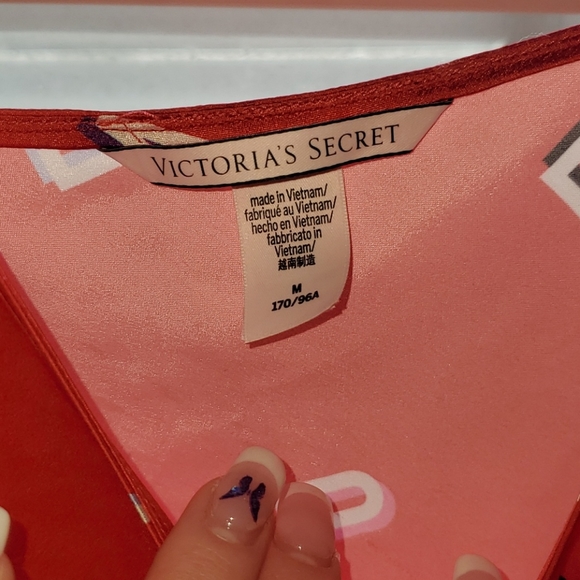 VICTORIA'S SECRET
made in Vietnam/
fabriqué au Vietnam/
hecho en Vietnam/
fabbricato in
Vietnam/
越南制造
M
170/96A